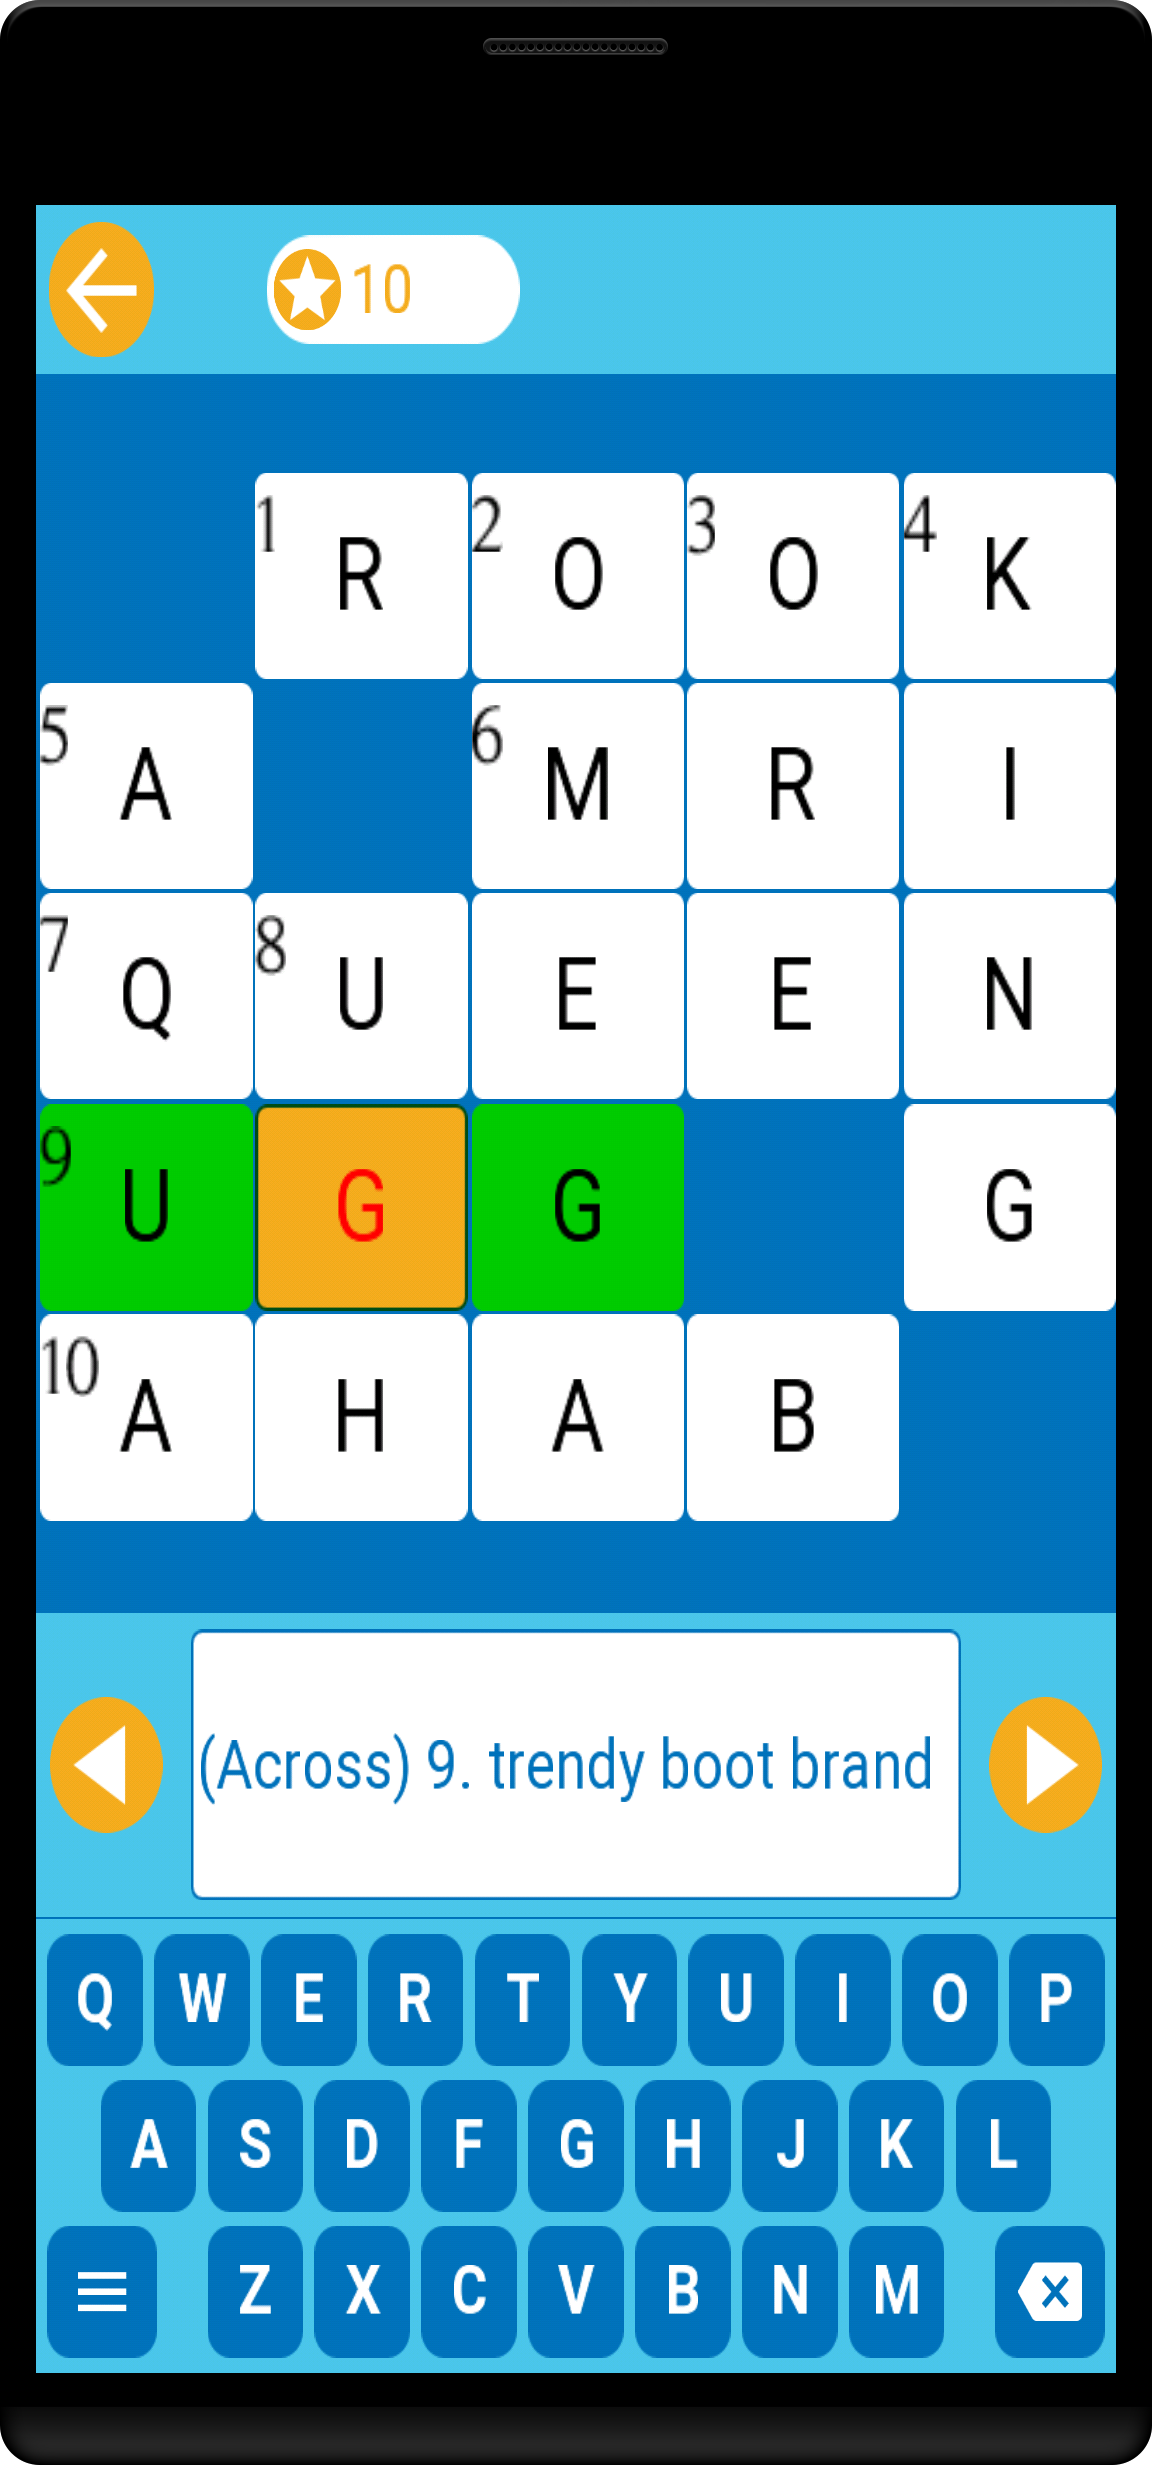 10
1 R 2 O 3 O 4 K
5 A 6 M R I
7 Q 8 U E E N
9 U G G G
10 A H A B
(Across) 9. trendy boot brand
Q W E R T Y U I O P
A S D F G H J K L
Z X C V B N M